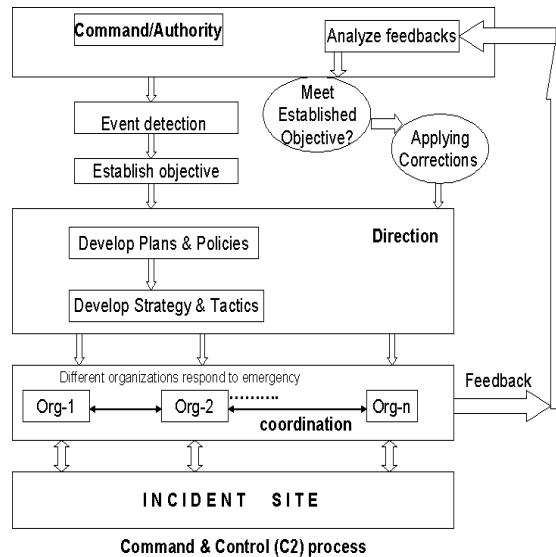 Command/Authority
Analyze feedbacks
Meet
Established
Objective?
Event detection
Applying
Corrections
Establish objective
Direction
Develop Plans & Policies
Develop Strategy & Tactics
Different organizations respond to emergency
Feedback
Org-1
Org-2
.........
Org-n
coordination
INCIDENT SITE
Command & Control (C2) process